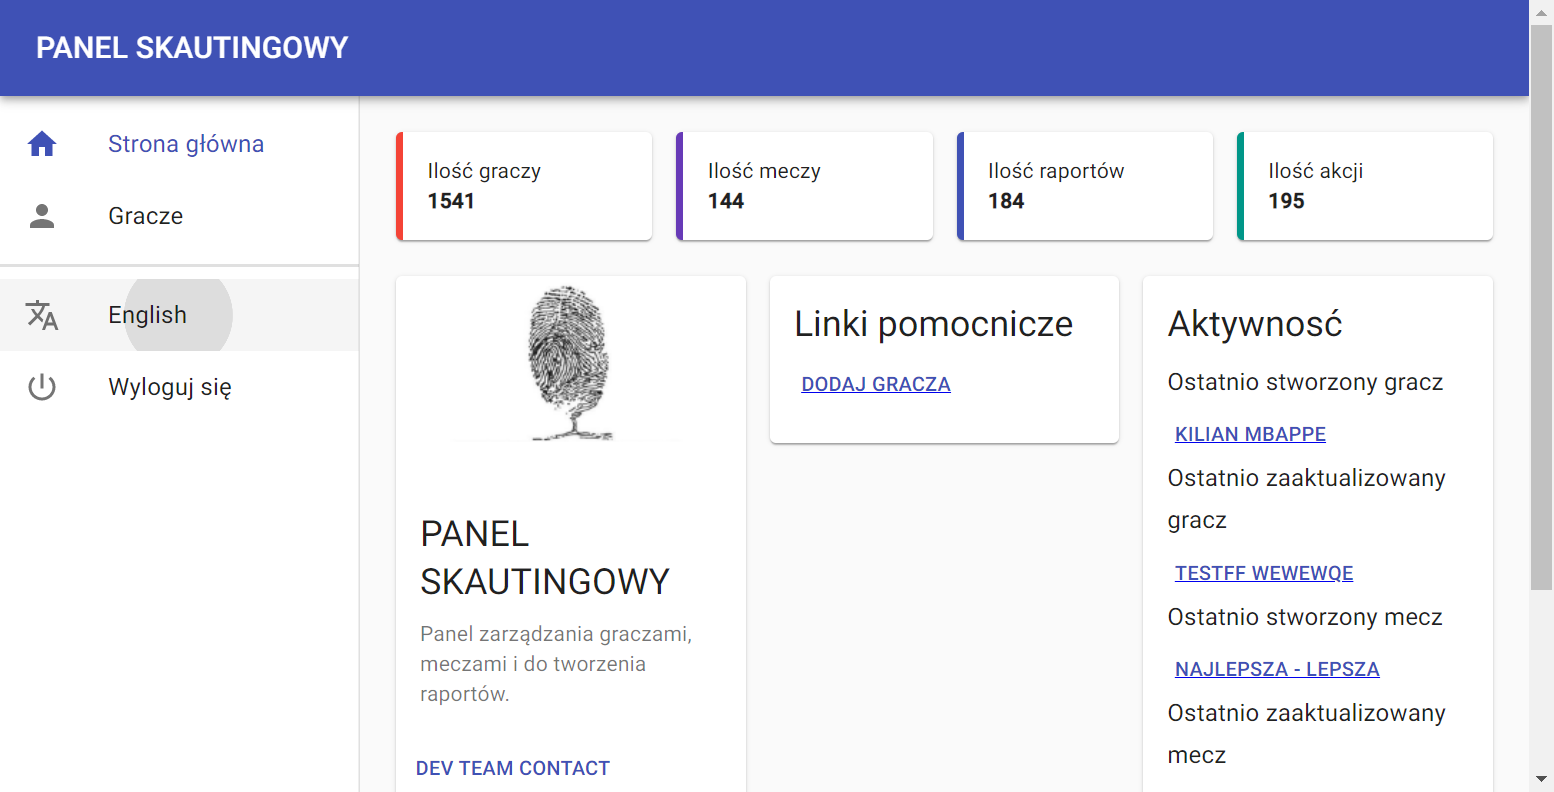 PANEL SKAUTINGOWY
Strona główna
Gracze
English
Wyloguj się
Ilość graczy
1541
Ilość meczy
144
Ilość raportów
184
Ilość akcji
195
PANEL
SKAUTINGOWY
Panel zarządzania graczami,
meczami i do tworzenia
raportów.
DEV TEAM CONTACT
Linki pomocnicze
DODAJ GRACZA
Aktywnosć
Ostatnio stworzony gracz
KILIAN MBAPPE
Ostatnio zaaktualizowany
gracz
TESTFF WEWEWQE
Ostatnio stworzony mecz
NAJLEPSZA - LEPSZA
Ostatnio zaaktualizowany
mecz